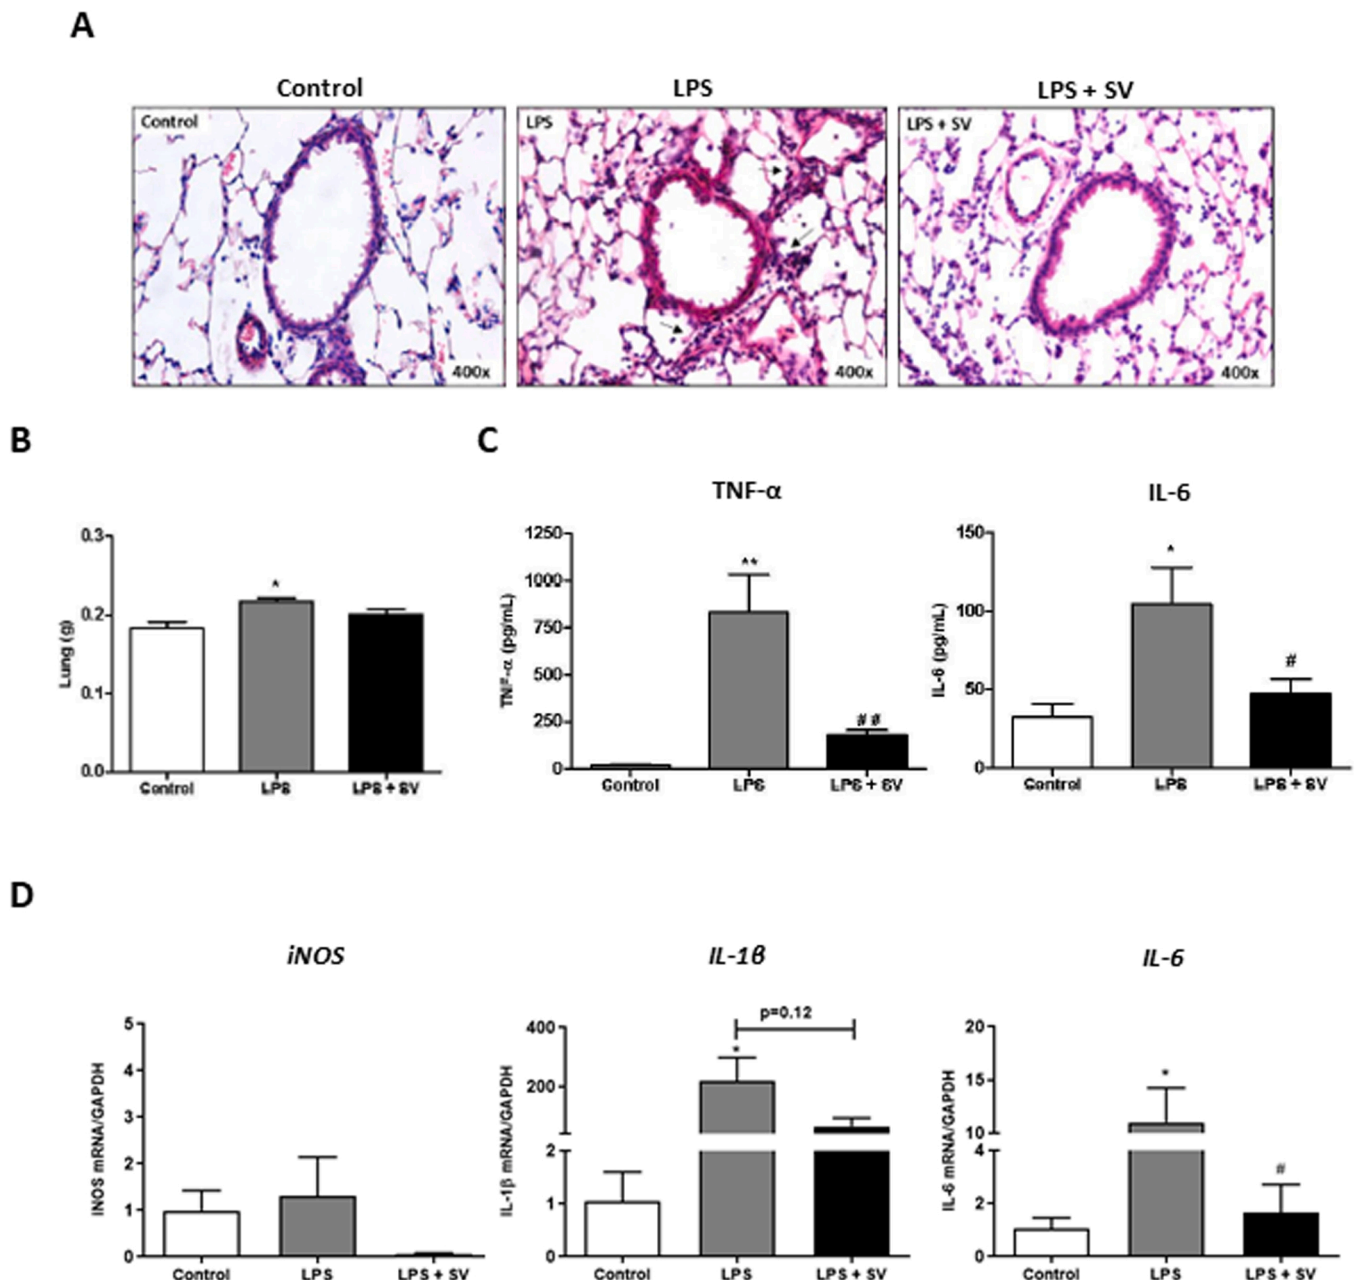 A
Control LPS LPS + SV
Control LPS LPS + SV
400x 400x 400x
B C
TNF-α IL-6
0.3
0.2
0.1
0.0
Lung (g)
*
Control LPS LPS + SV
1250
1000
750
500
250
0
TNF-α (pg/mL)
**
##
Control LPS LPS + SV
150
100
50
0
IL-6 (pg/mL)
*
#
Control LPS LPS + SV
D
iNOS IL-1β IL-6
5
4
3
2
1
0
iNOS mRNA/GAPDH
Control LPS LPS + SV
400
200
2
1
0
IL-1β mRNA/GAPDH
p=0.12
*
Control LPS LPS + SV
20
15
10
4
2
0
IL-6 mRNA/GAPDH
*
#
Control LPS LPS + SV